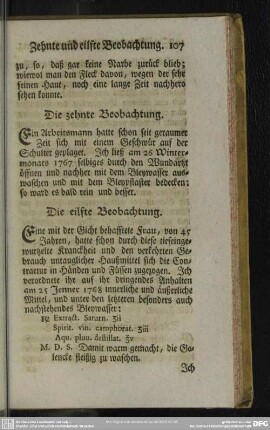 Zehnte und eilfte Beobachtung. 107
zu, so, daß gar keine Narbe zurück blieb;
wiewol man den Fleck davon, wegen der sehr
feinen Haut, noch eine lange Zeit nachhero
sehen konte.
Die zehnte Beobachtung.
Ein Arbeitsmann hatte schon seit geraumer
Zeit sich mit einem Geschwür auf der
Schulter geplaget. Ich ließ am 26 Winter-
monats 1767 selbiges durch den Wundarzt
öffnen und nachher mit dem Bleywasser aus-
waschen und mit dem Bleypflaster bedecken:
so ward es bald rein und besser.
Die eilfte Beobachtung.
Eine mit der Gicht behaftete Frau, von 45
Jahren, hatte schon durch diese tiefeinge-
wurzelte Kranckheit und den verkehrten Ge-
brauch untauglicher Hausmittel sich die Con-
tractur in Händen und Füssen zugezogen. Ich
verordnete ihr auf ihr dringendes Anhalten
am 25 Jenner 1768 innerliche und äußerliche
Mittel, und unter den letzteren besonders auch
nachstehendes Bleywasser:
℞ Extract. Saturn. ʒii
Spirit. vin. camphorat. ʒiii
Aqu. pluv. destillat. ℥v
M. D. S. Damit warm gemacht, die Ge-
lencke fleißig zu waschen.
Ich